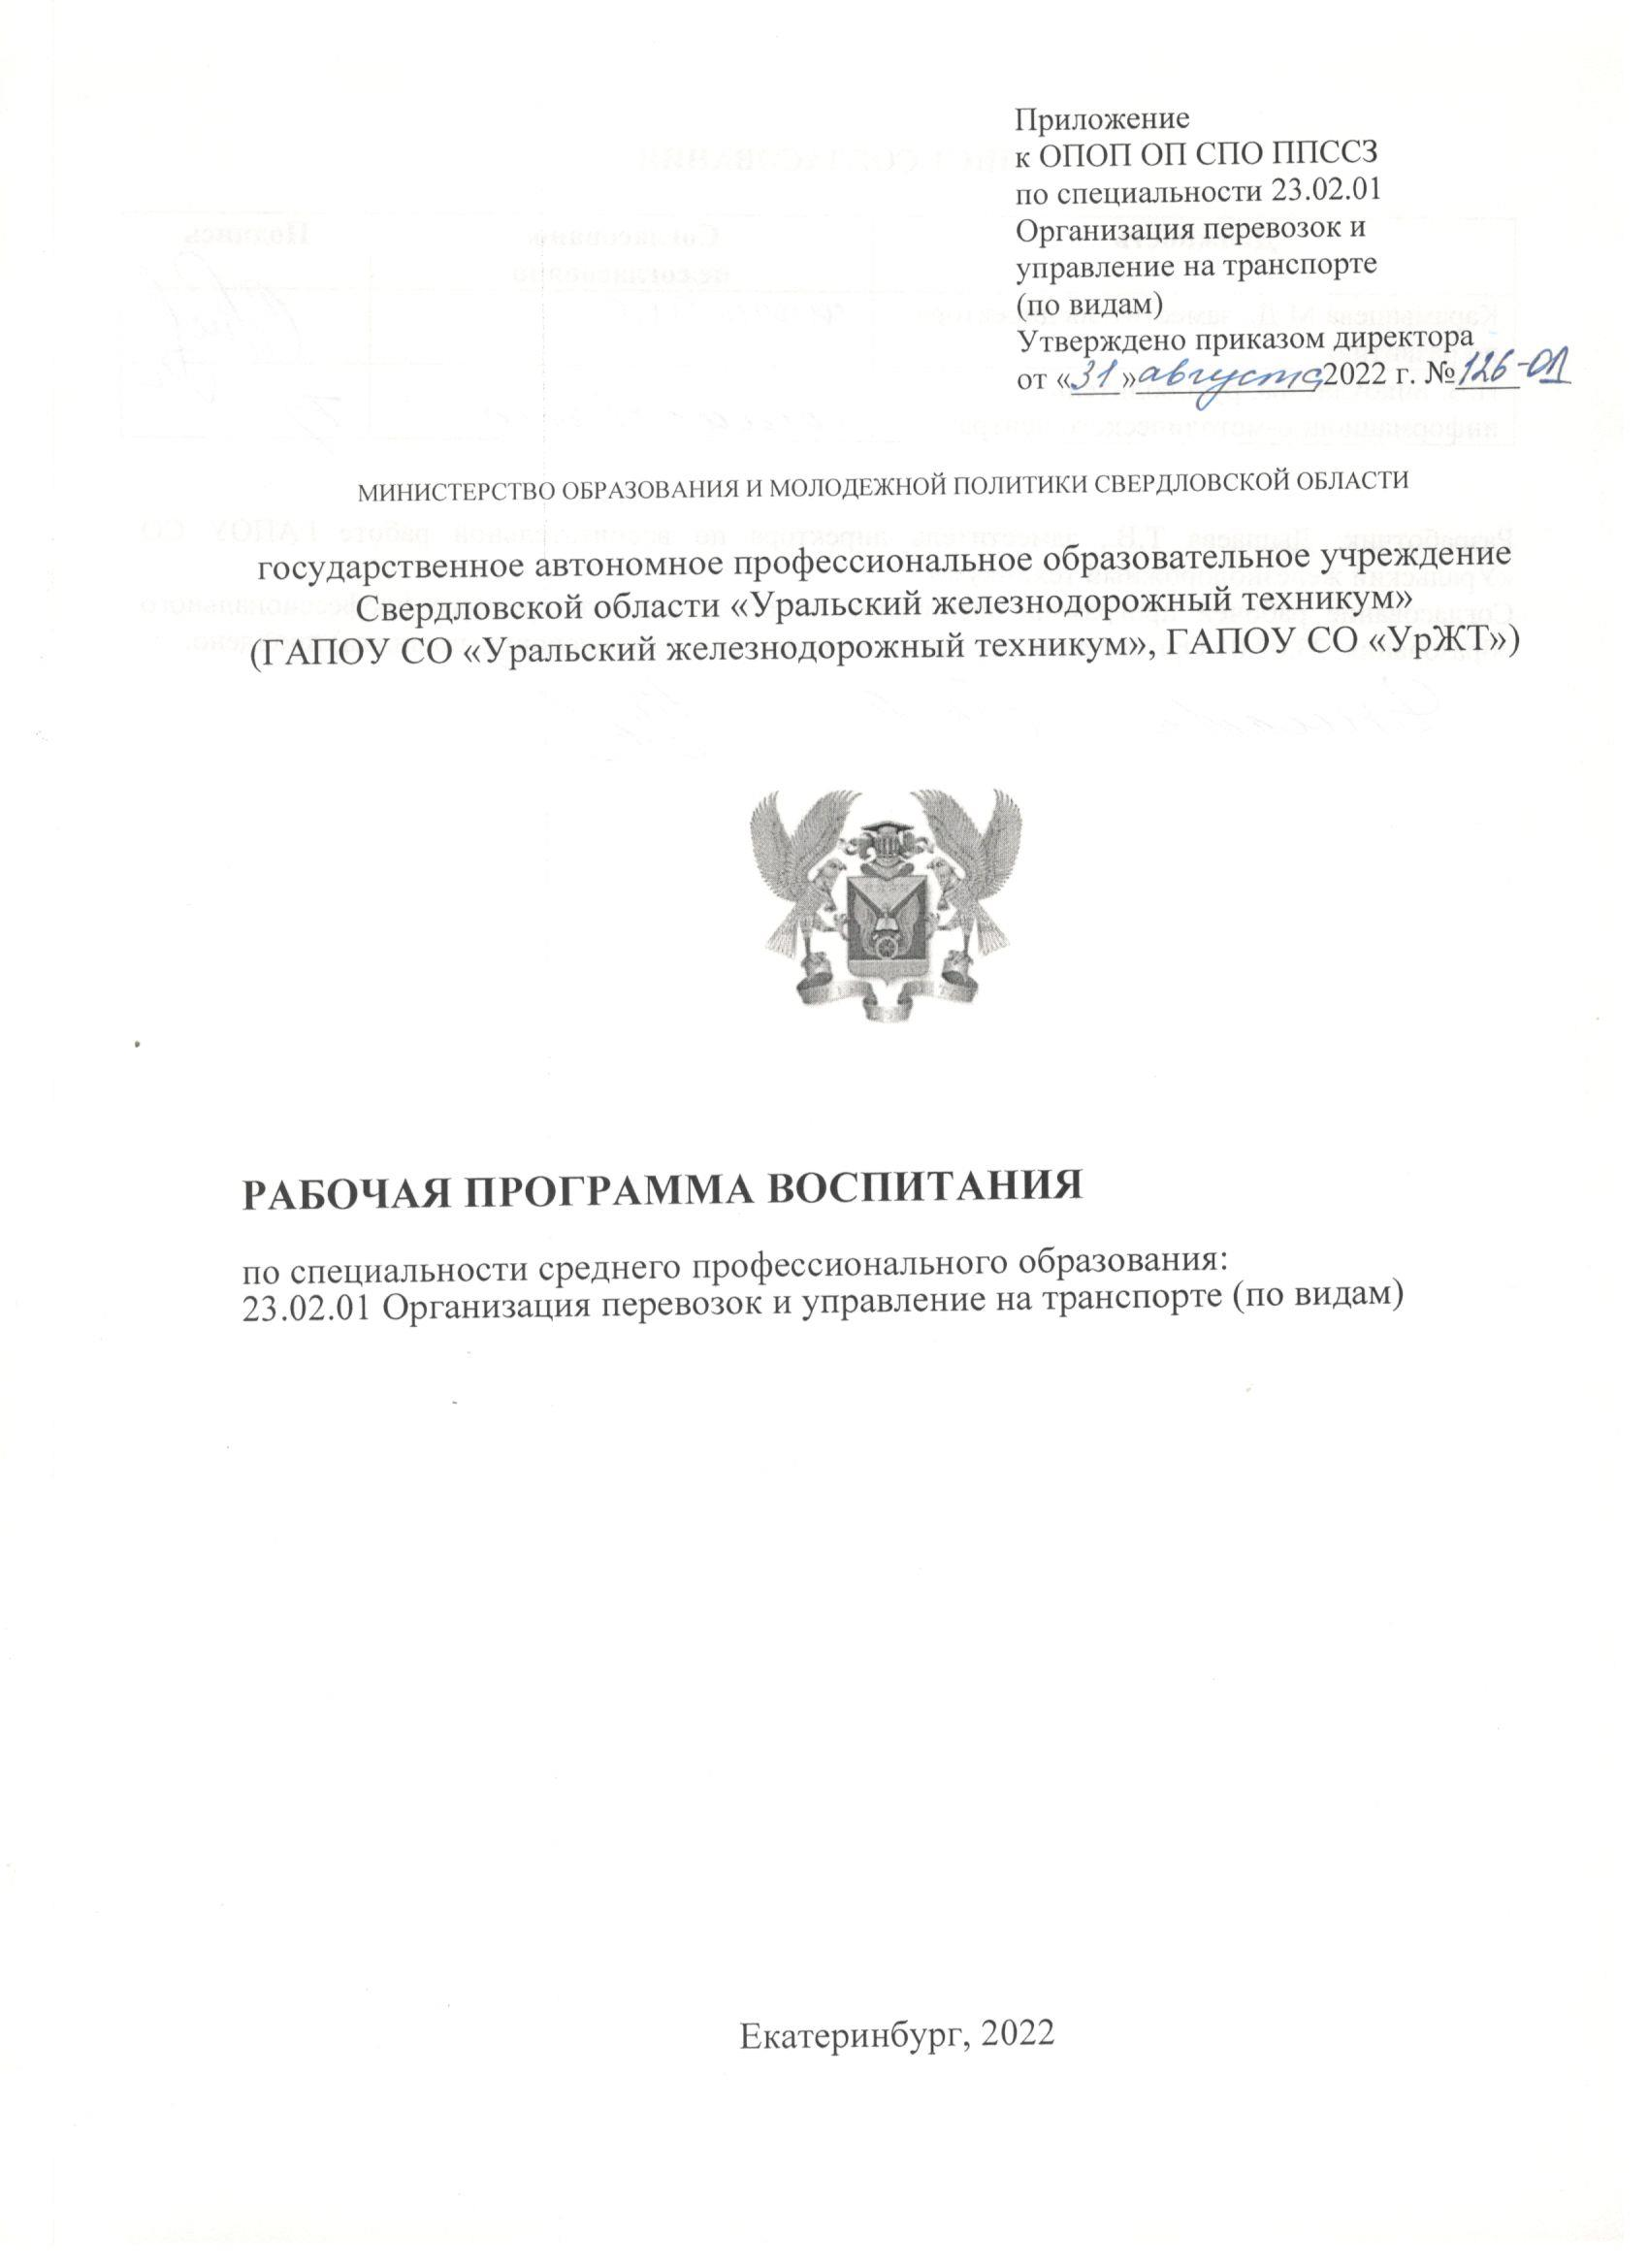 Приложение
к ОПОП ОП СПО ППССЗ
по специальности 23.02.01
Организация перевозок и
управление на транспорте
(по видам)
Утверждено приказом директора
от «31» августа 2022 г. №126-01
МИНИСТЕРСТВО ОБРАЗОВАНИЯ И МОЛОДЕЖНОЙ ПОЛИТИКИ СВЕРДЛОВСКОЙ ОБЛАСТИ
государственное автономное профессиональное образовательное учреждение
Свердловской области «Уральский железнодорожный техникум»
(ГАПОУ СО «Уральский железнодорожный техникум», ГАПОУ СО «УрЖТ»)
РАБОЧАЯ ПРОГРАММА ВОСПИТАНИЯ
по специальности среднего профессионального образования:
23.02.01 Организация перевозок и управление на транспорте (по видам)
Екатеринбург, 2022